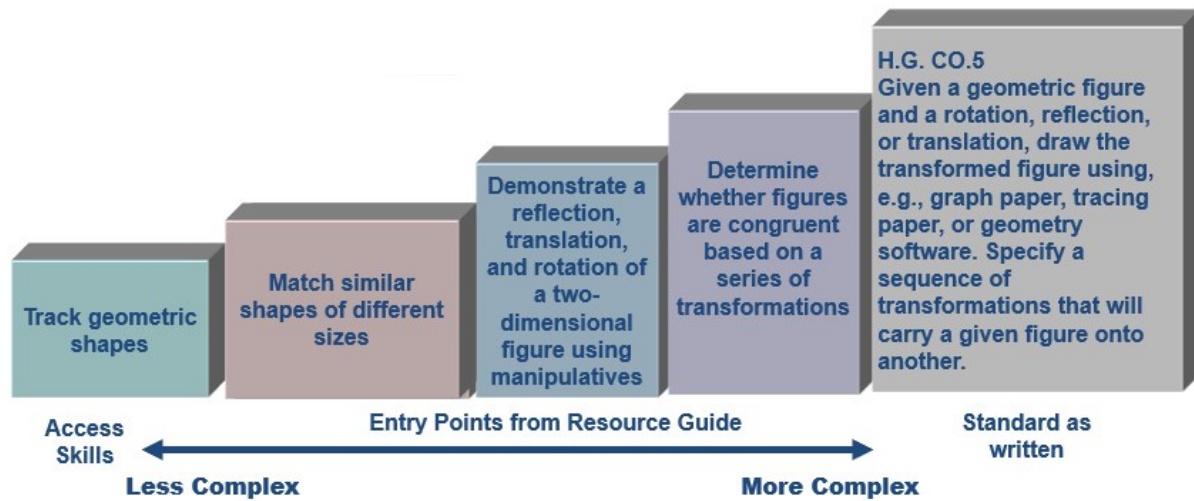 Track geometric
shapes
Match similar
shapes of different
sizes
Demonstrate a
reflection,
translation,
and rotation of
a two-
dimensional
figure using
manipulatives
Determine
whether figures
are congruent
based on a
series of
transformations
H.G. CO.5
Given a geometric figure
and a rotation, reflection,
or translation, draw the
transformed figure using,
e.g., graph paper, tracing
paper, or geometry
software. Specify a
sequence of
transformations that will
carry a given figure onto
another.
Access
Skills
Entry Points from Resource Guide
Standard as
written
Less Complex
More Complex